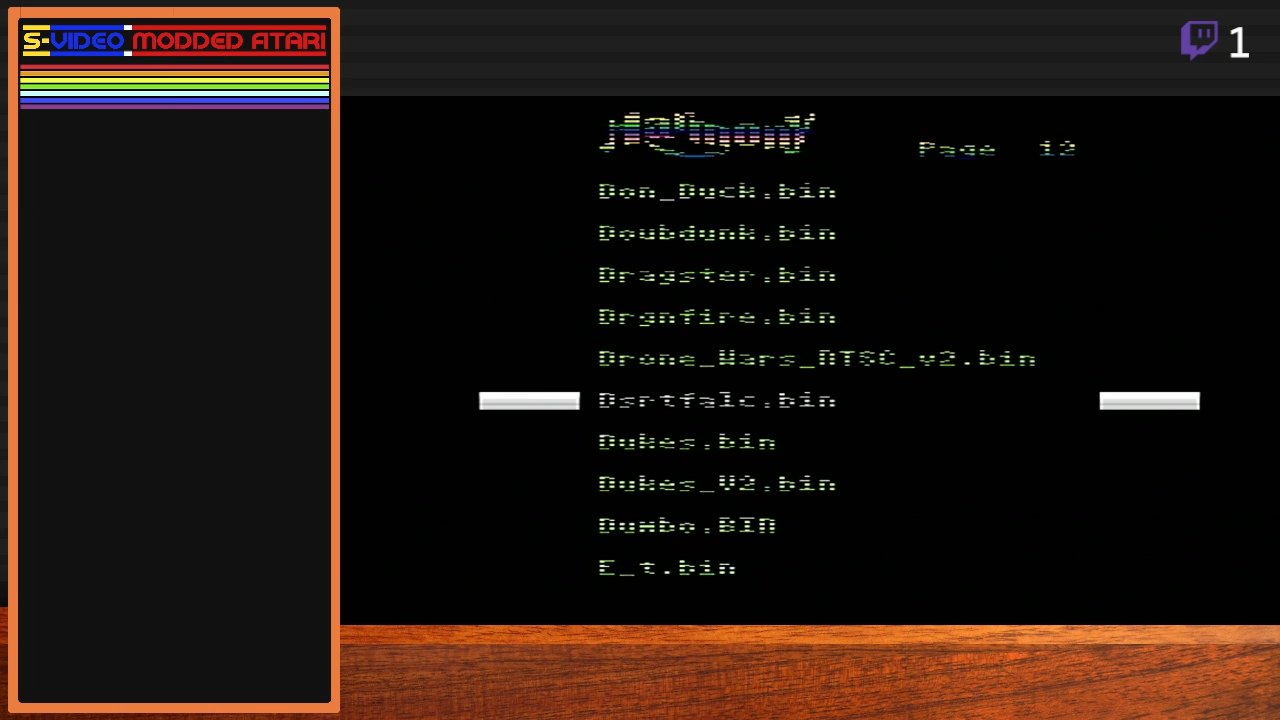 S-VIDEO MODDED ATARI
1
Harmony
Page 12
Don_Duck.bin
Doubdunk.bin
Dragster.bin
Drgnfire.bin
Drone_Wars_NTSC_v2.bin
Dsrtfalc.bin
Dukes.bin
Dukes_V2.bin
Dumbo.BIN
E_t.bin